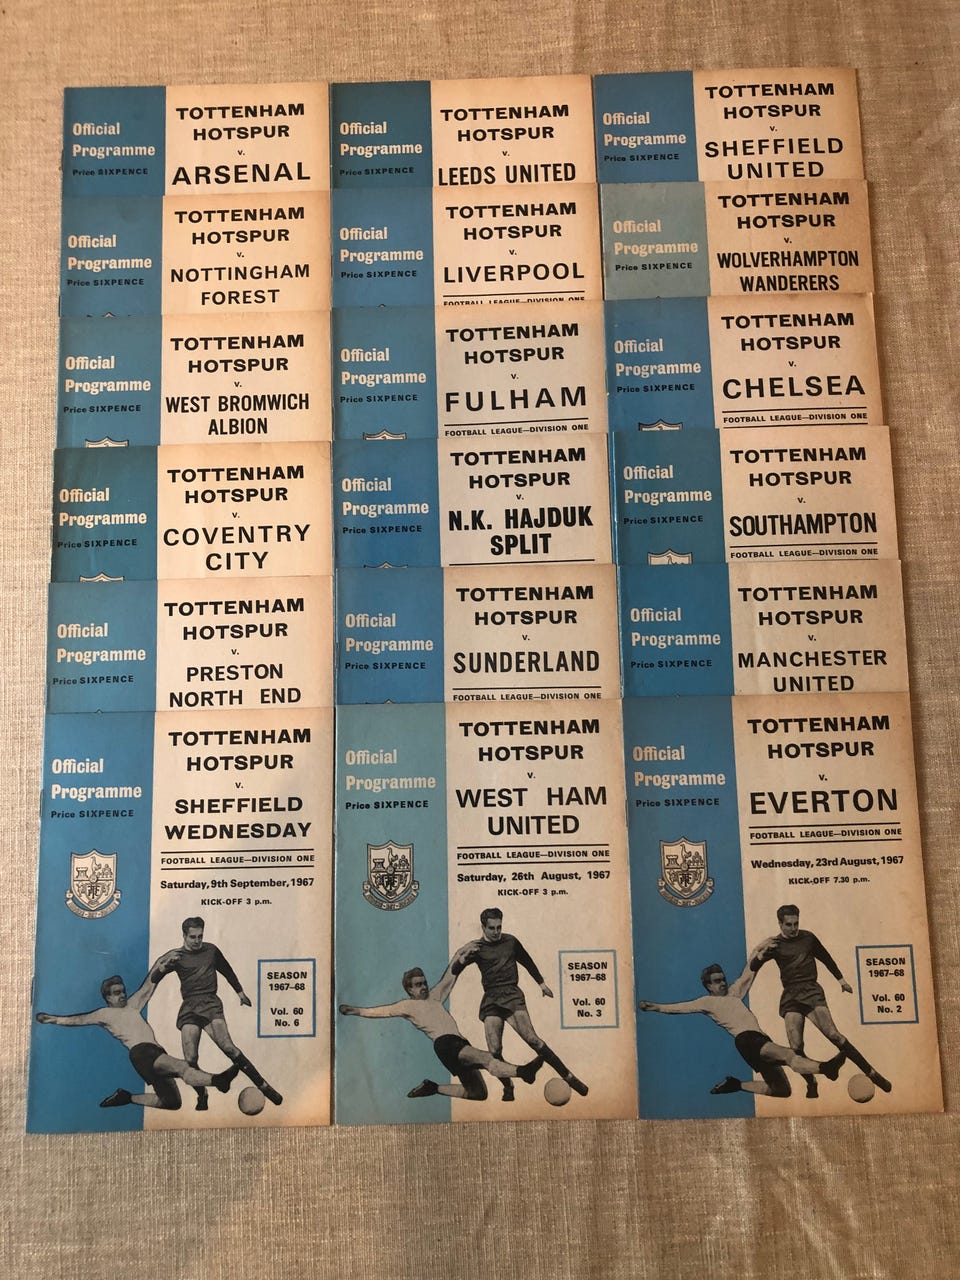 Official
Programme
Price SIXPENCE
TOTTENHAM
HOTSPUR
v.
ARSENAL
Official
Programme
Price SIXPENCE
TOTTENHAM
HOTSPUR
v.
LEEDS UNITED
Official
Programme
Price SIXPENCE
TOTTENHAM
HOTSPUR
v.
SHEFFIELD
UNITED
Official
Programme
Price SIXPENCE
TOTTENHAM
HOTSPUR
v.
NOTTINGHAM
FOREST
Official
Programme
Price SIXPENCE
TOTTENHAM
HOTSPUR
v.
LIVERPOOL
FOOTBALL LEAGUE—DIVISION ONE
Official
Programme
Price SIXPENCE
TOTTENHAM
HOTSPUR
v.
WOLVERHAMPTON
WANDERERS
Official
Programme
Price SIXPENCE
TOTTENHAM
HOTSPUR
v.
WEST BROMWICH
ALBION
Official
Programme
Price SIXPENCE
TOTTENHAM
HOTSPUR
v.
FULHAM
FOOTBALL LEAGUE—DIVISION ONE
Official
Programme
Price SIXPENCE
TOTTENHAM
HOTSPUR
v.
CHELSEA
FOOTBALL LEAGUE—DIVISION ONE
Official
Programme
Price SIXPENCE
TOTTENHAM
HOTSPUR
v.
COVENTRY
CITY
Official
Programme
Price SIXPENCE
TOTTENHAM
HOTSPUR
v.
N.K. HAJDUK
SPLIT
Official
Programme
Price SIXPENCE
TOTTENHAM
HOTSPUR
v.
SOUTHAMPTON
FOOTBALL LEAGUE—DIVISION ONE
Official
Programme
Price SIXPENCE
TOTTENHAM
HOTSPUR
v.
PRESTON
NORTH END
Official
Programme
Price SIXPENCE
TOTTENHAM
HOTSPUR
v.
SUNDERLAND
FOOTBALL LEAGUE—DIVISION ONE
Official
Programme
Price SIXPENCE
TOTTENHAM
HOTSPUR
v.
MANCHESTER
UNITED
Official
Programme
Price SIXPENCE
TOTTENHAM
HOTSPUR
v.
SHEFFIELD
WEDNESDAY
FOOTBALL LEAGUE—DIVISION ONE
Saturday, 9th September, 1967
KICK-OFF 3 p.m.
SEASON
1967–68
Vol. 60
No. 6
Official
Programme
Price SIXPENCE
TOTTENHAM
HOTSPUR
v.
WEST HAM
UNITED
FOOTBALL LEAGUE—DIVISION ONE
Saturday, 26th August, 1967
KICK-OFF 3 p.m.
SEASON
1967–68
Vol. 60
No. 3
Official
Programme
Price SIXPENCE
TOTTENHAM
HOTSPUR
v.
EVERTON
FOOTBALL LEAGUE—DIVISION ONE
Wednesday, 23rd August, 1967
KICK-OFF 7.30 p.m.
SEASON
1967–68
Vol. 60
No. 2